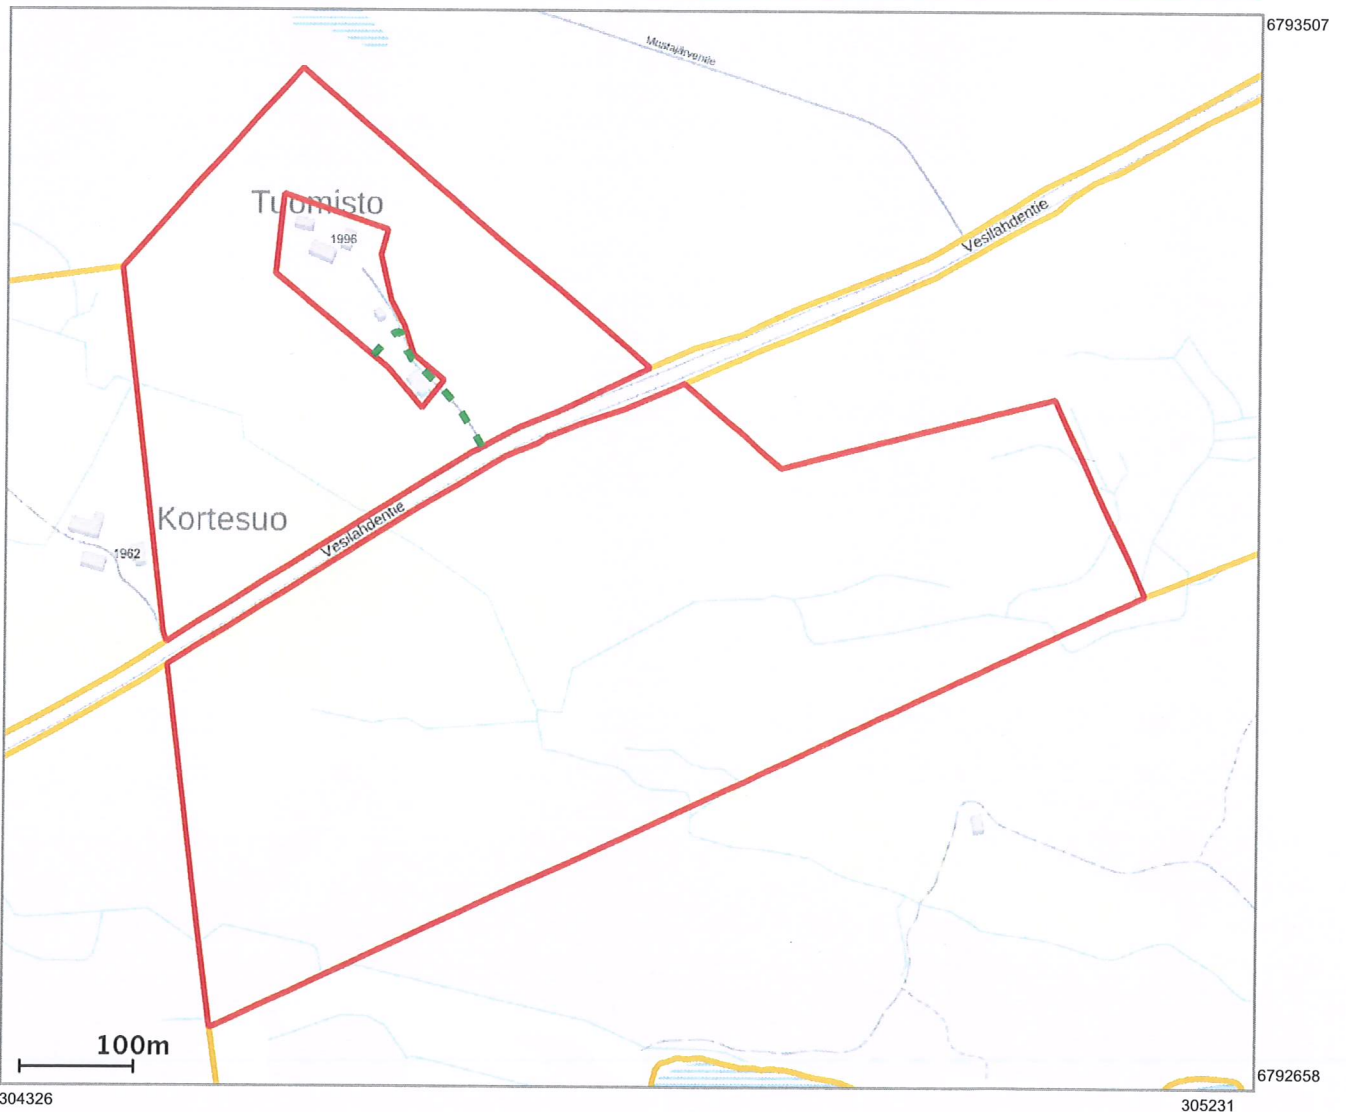 6793507
Mustajärventie
Vesilahdentie
Tuomisto
1996
Kortesuo
Vesilahdentie
1962
100m
6792658
304326
305231